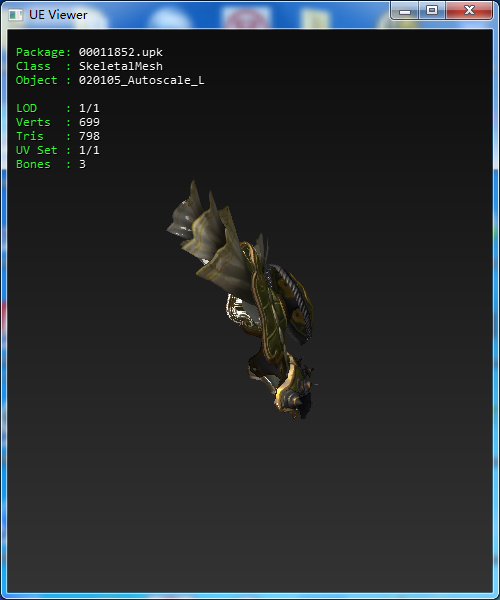 UE Viewer
Package: 00011852.upk
Class  : SkeletalMesh
Object : 020105_Autoscale_L
LOD    : 1/1
Verts  : 699
Tris   : 798
UV Set : 1/1
Bones  : 3